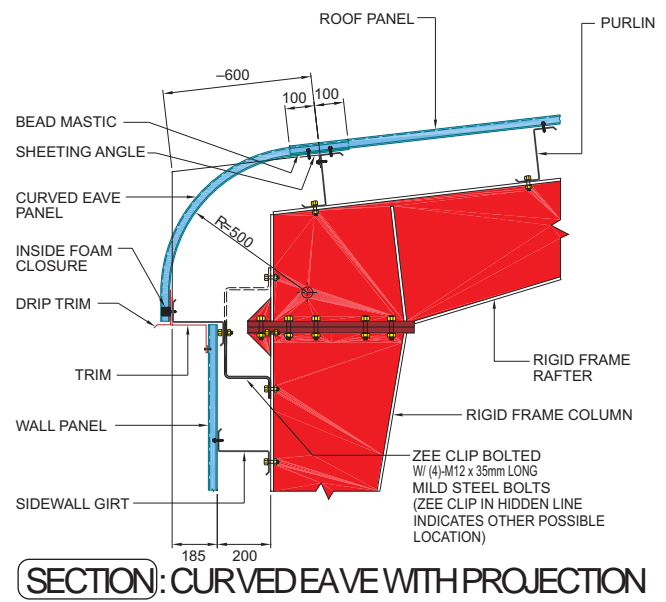 ROOF PANEL
PURLIN
–600
100
100
BEAD MASTIC
SHEETING ANGLE
CURVED EAVE
PANEL
R=500
INSIDE FOAM
CLOSURE
DRIP TRIM
TRIM
RIGID FRAME
RAFTER
RIGID FRAME COLUMN
WALL PANEL
ZEE CLIP BOLTED
W/ (4)-M12 x 35mm LONG
MILD STEEL BOLTS
(ZEE CLIP IN HIDDEN LINE
INDICATES OTHER POSSIBLE
LOCATION)
SIDEWALL GIRT
185
200
SECTION : CURVED EAVE WITH PROJECTION